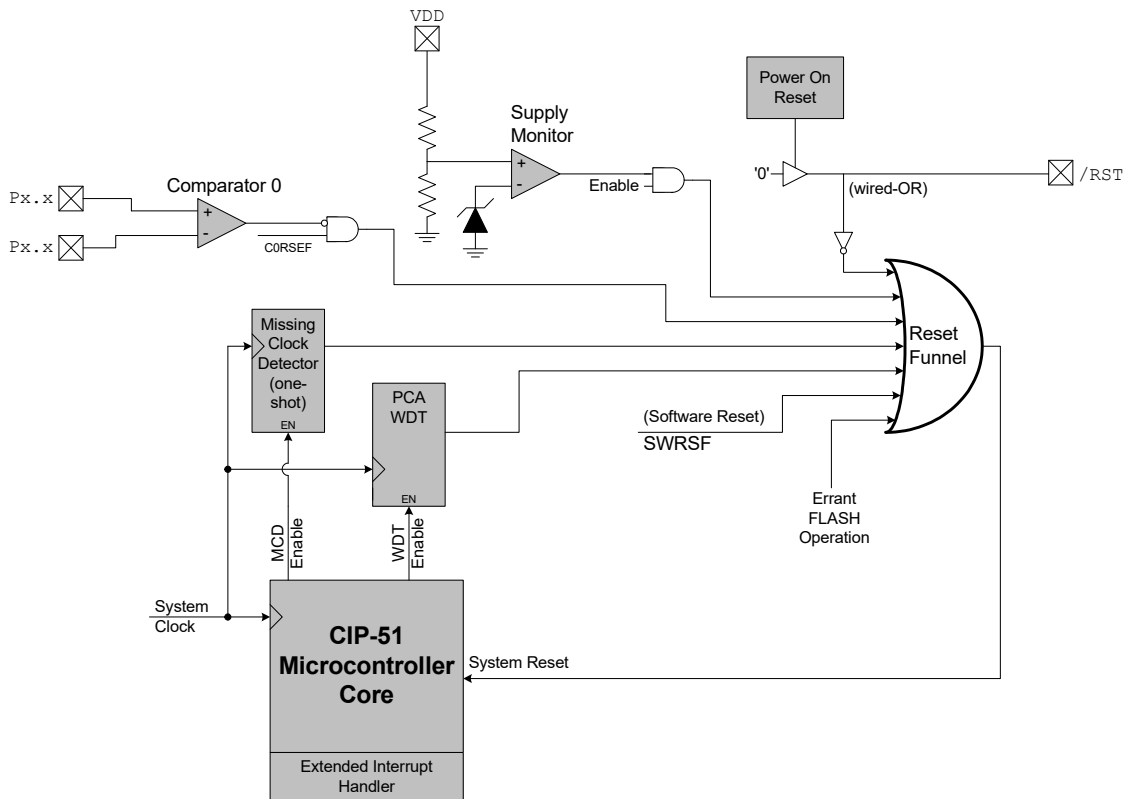 VDD
Power On
Reset
Supply
Monitor
+
-
Enable
'0'
(wired-OR)
/RST
Comparator 0
Px.x
Px.x
+
-
C0RSEF
Missing
Clock
Detector
(one-
shot)
EN
PCA
WDT
EN
Reset
Funnel
(Software Reset)
SWRSF
Errant
FLASH
Operation
MCD
Enable
WDT
Enable
System
Clock
CIP-51
Microcontroller
Core
System Reset
Extended Interrupt
Handler